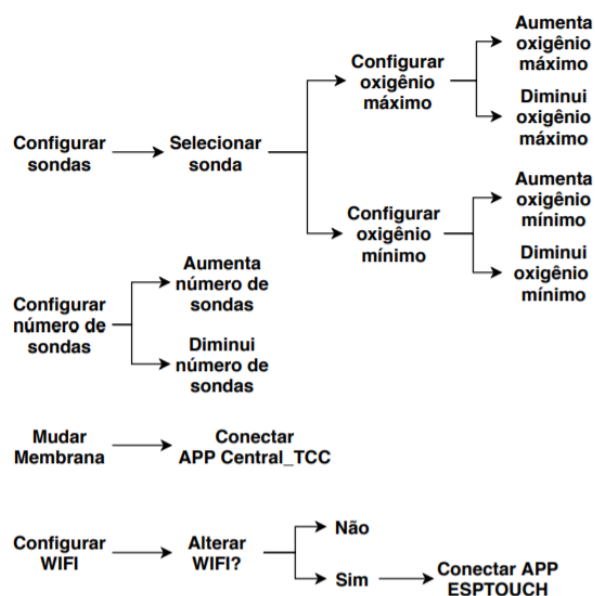 Configurar
sondas
Selecionar
sonda
Configurar
oxigênio
máximo
Aumenta
oxigênio
máximo
Diminui
oxigênio
máximo
Configurar
oxigênio
mínimo
Aumenta
oxigênio
mínimo
Diminui
oxigênio
mínimo
Configurar
número de
sondas
Aumenta
número de
sondas
Diminui
número de
sondas
Mudar
Membrana
Conectar
APP Central_TCC
Configurar
WIFI
Alterar
WIFI?
Não
Sim
Conectar APP
ESPTOUCH